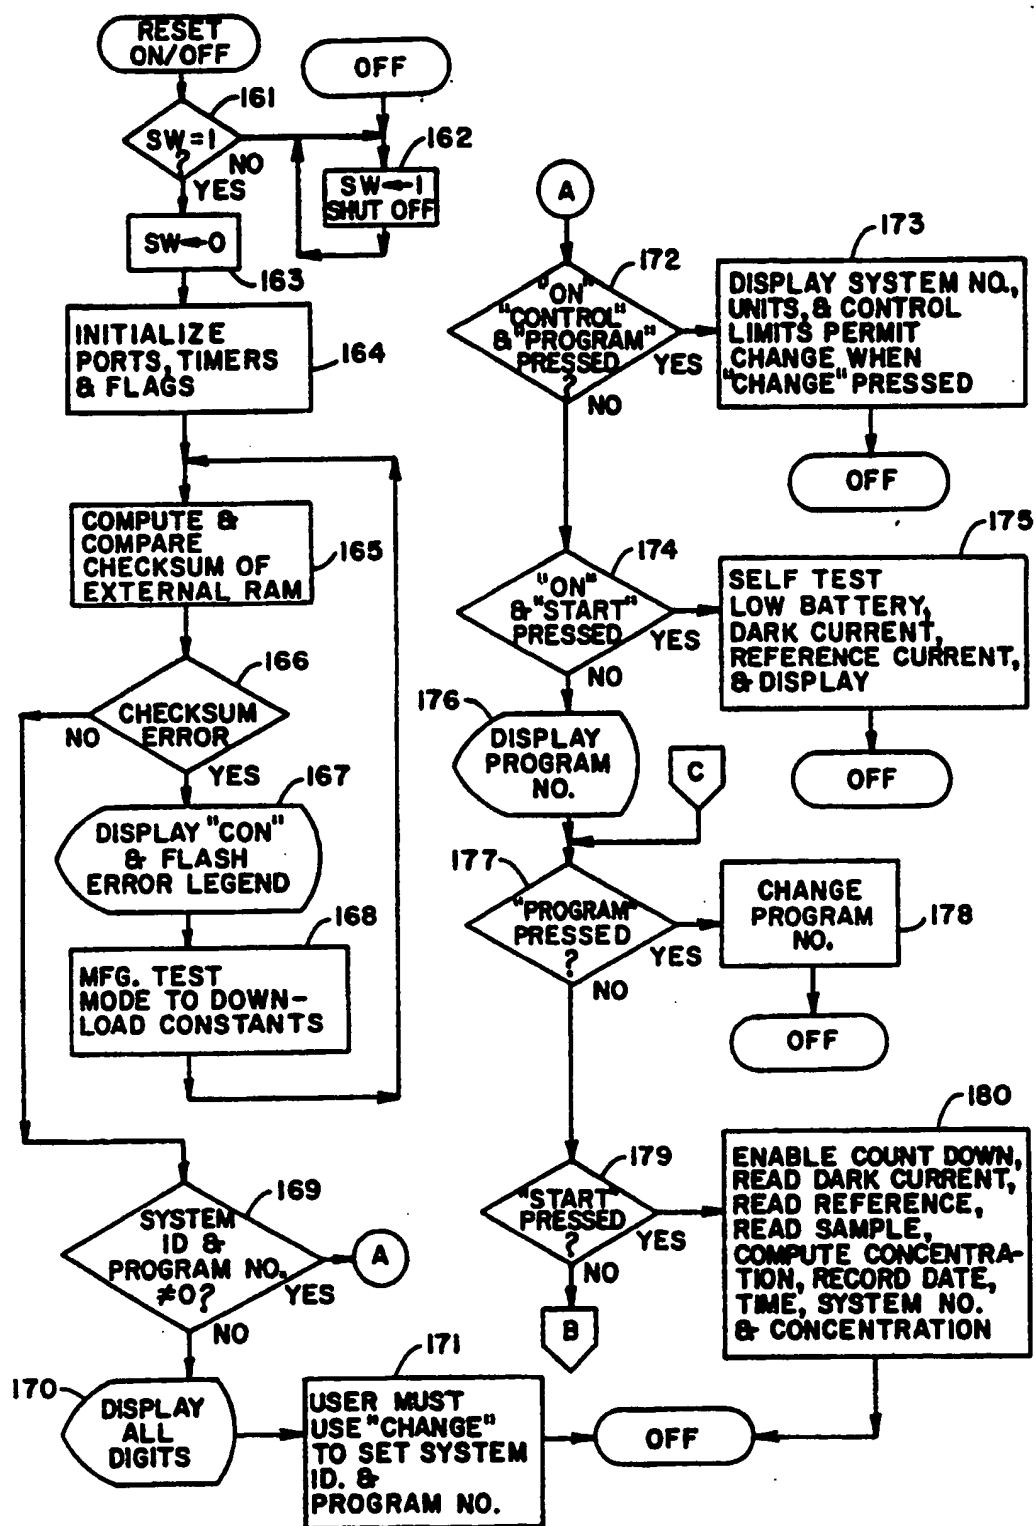 RESET
ON/OFF
161
SW=1
?
NO
YES
OFF
162
SW←1
SHUT OFF
SW←0
163
INITIALIZE
PORTS, TIMERS
& FLAGS
164
COMPUTE &
COMPARE
CHECKSUM OF
EXTERNAL RAM
165
166
CHECKSUM
ERROR
NO
YES
167
DISPLAY "CON"
& FLASH
ERROR LEGEND
168
MFG. TEST
MODE TO DOWN-
LOAD CONSTANTS
169
SYSTEM
ID &
PROGRAM NO.
≠0?
YES
A
NO
170
DISPLAY
ALL
DIGITS
171
USER MUST
USE "CHANGE"
TO SET SYSTEM
ID. &
PROGRAM NO.
OFF
A
172
"ON"
"CONTROL"
& "PROGRAM"
PRESSED
?
YES
NO
173
DISPLAY SYSTEM NO.,
UNITS, & CONTROL
LIMITS PERMIT
CHANGE WHEN
"CHANGE" PRESSED
OFF
174
"ON"
& "START"
PRESSED
YES
NO
175
SELF TEST
LOW BATTERY,
DARK CURRENT,
REFERENCE CURRENT,
& DISPLAY
OFF
176
DISPLAY
PROGRAM
NO.
C
177
"PROGRAM"
PRESSED
?
YES
NO
CHANGE
PROGRAM
NO.
178
OFF
179
"START"
PRESSED
?
YES
NO
B
180
ENABLE COUNT DOWN,
READ DARK CURRENT,
READ REFERENCE,
READ SAMPLE,
COMPUTE CONCENTRA-
TION, RECORD DATE,
TIME, SYSTEM NO.
& CONCENTRATION